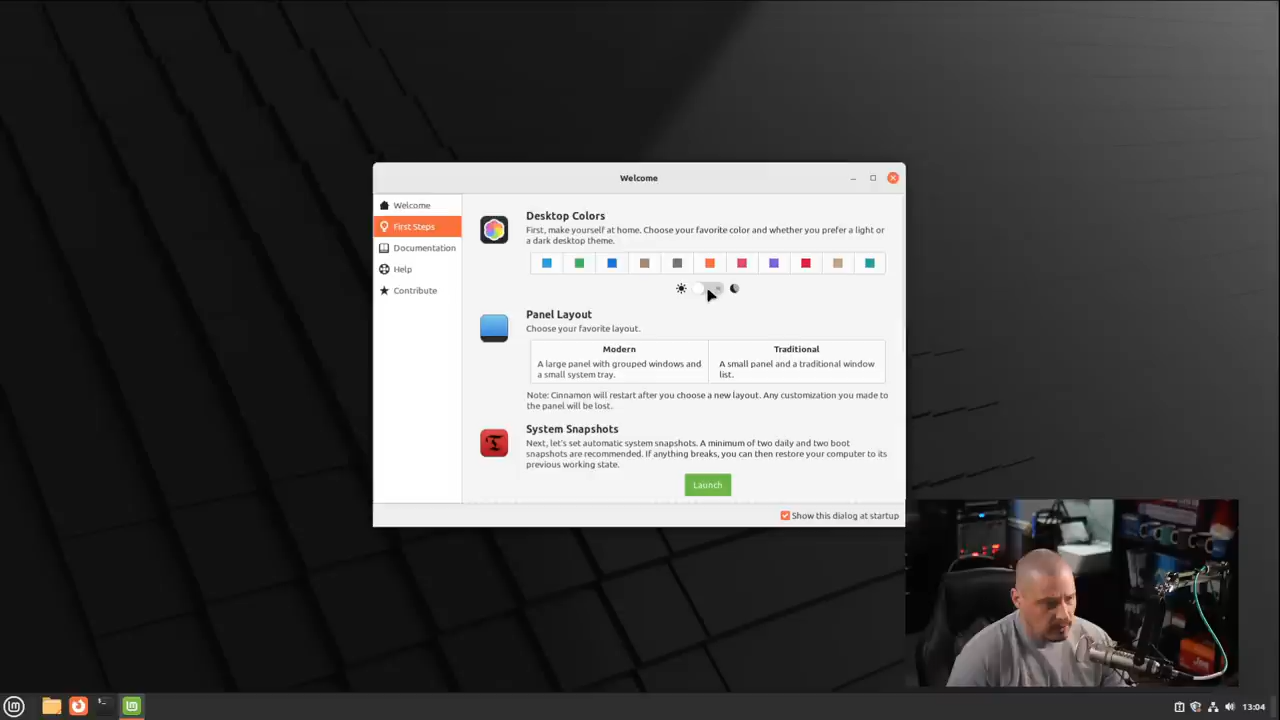 Welcome
Welcome
First Steps
Documentation
Help
Contribute
Desktop Colors
First, make yourself at home. Choose your favorite color and whether you prefer a light or
a dark desktop theme.
Panel Layout
Choose your favorite layout.
Modern
A large panel with grouped windows and
a small system tray.
Traditional
A small panel and a traditional window
list.
Note: Cinnamon will restart after you choose a new layout. Any customization you made to
the panel will be lost.
System Snapshots
Next, let's set automatic system snapshots. A minimum of two daily and two boot
snapshots are recommended. If anything breaks, you can then restore your computer to its
previous working state.
Launch
Show this dialog at startup
13:04